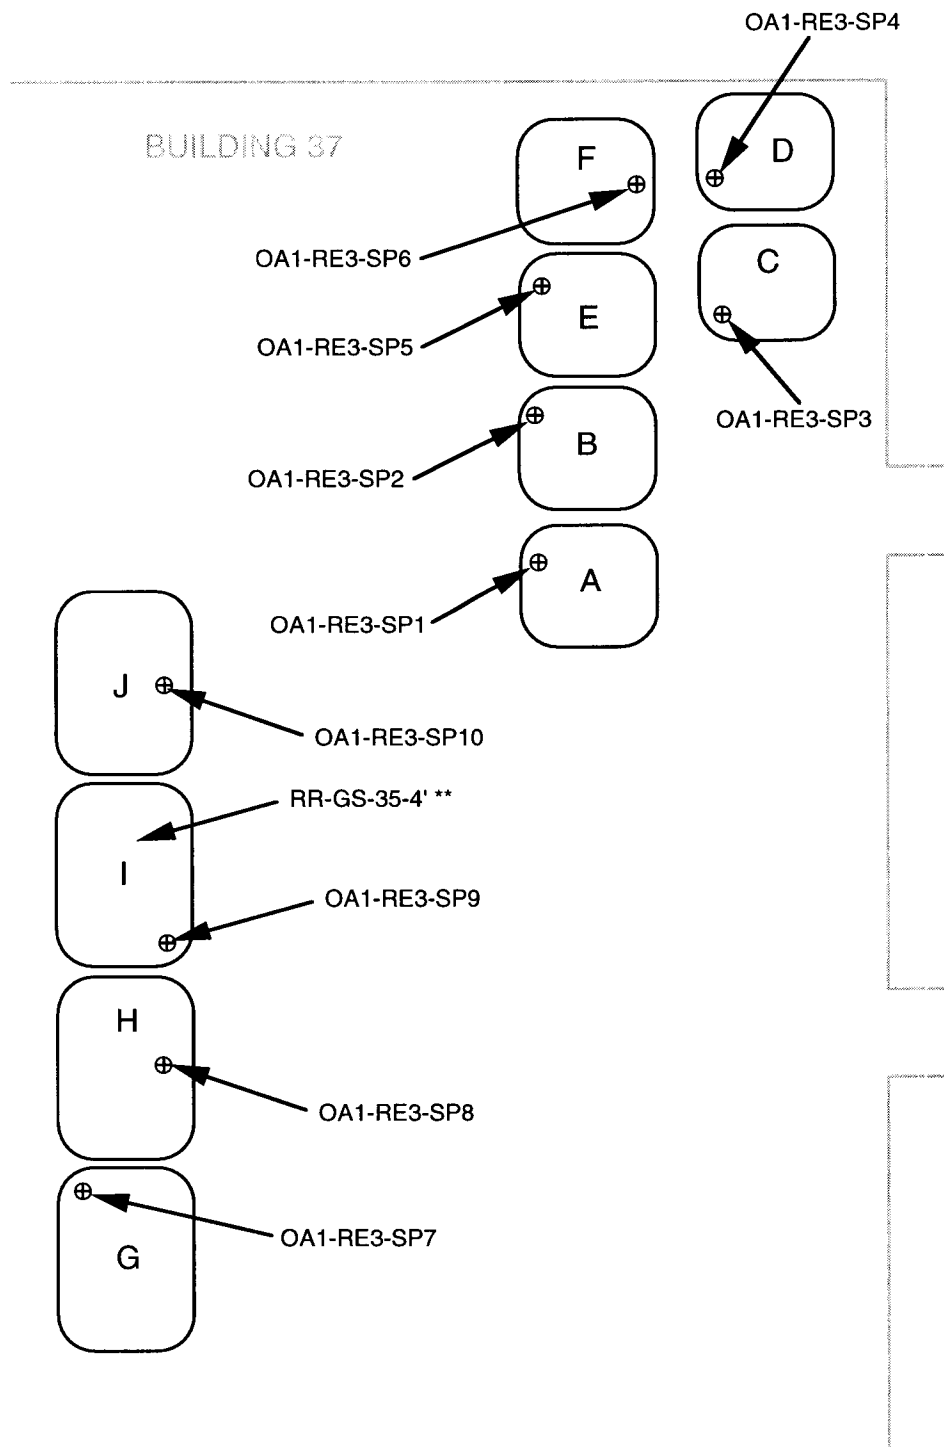 OA1-RE3-SP4
BUILDING 37
F
D
OA1-RE3-SP6
C
OA1-RE3-SP5
E
OA1-RE3-SP3
B
OA1-RE3-SP2
A
OA1-RE3-SP1
J
OA1-RE3-SP10
RR-GS-35-4' **
I
OA1-RE3-SP9
H
OA1-RE3-SP8
OA1-RE3-SP7
G